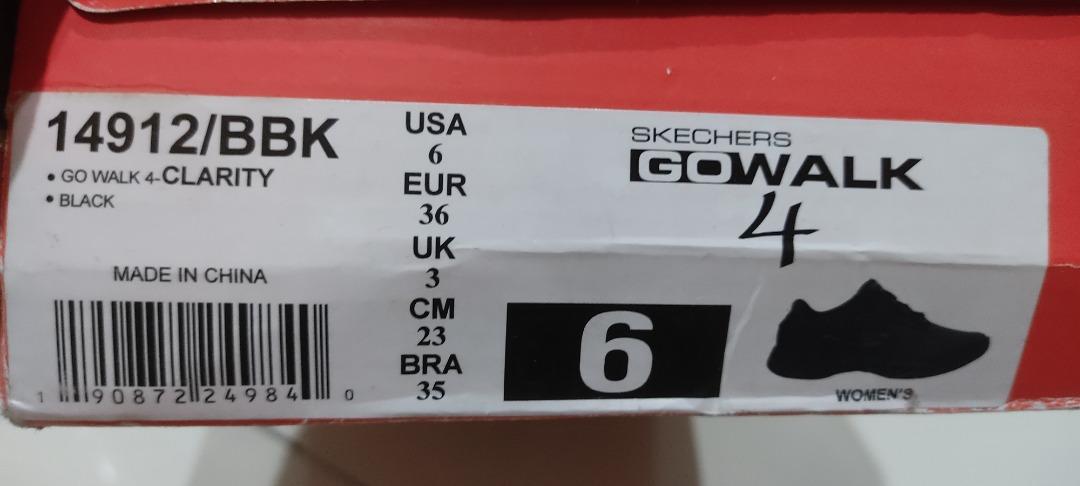 14912/BBK
• GO WALK 4-CLARITY
• BLACK
MADE IN CHINA
1 90872 24984 0
USA
6
EUR
36
UK
3
CM
23
BRA
35
SKECHERS
GOWALK
4
6
WOMEN'S